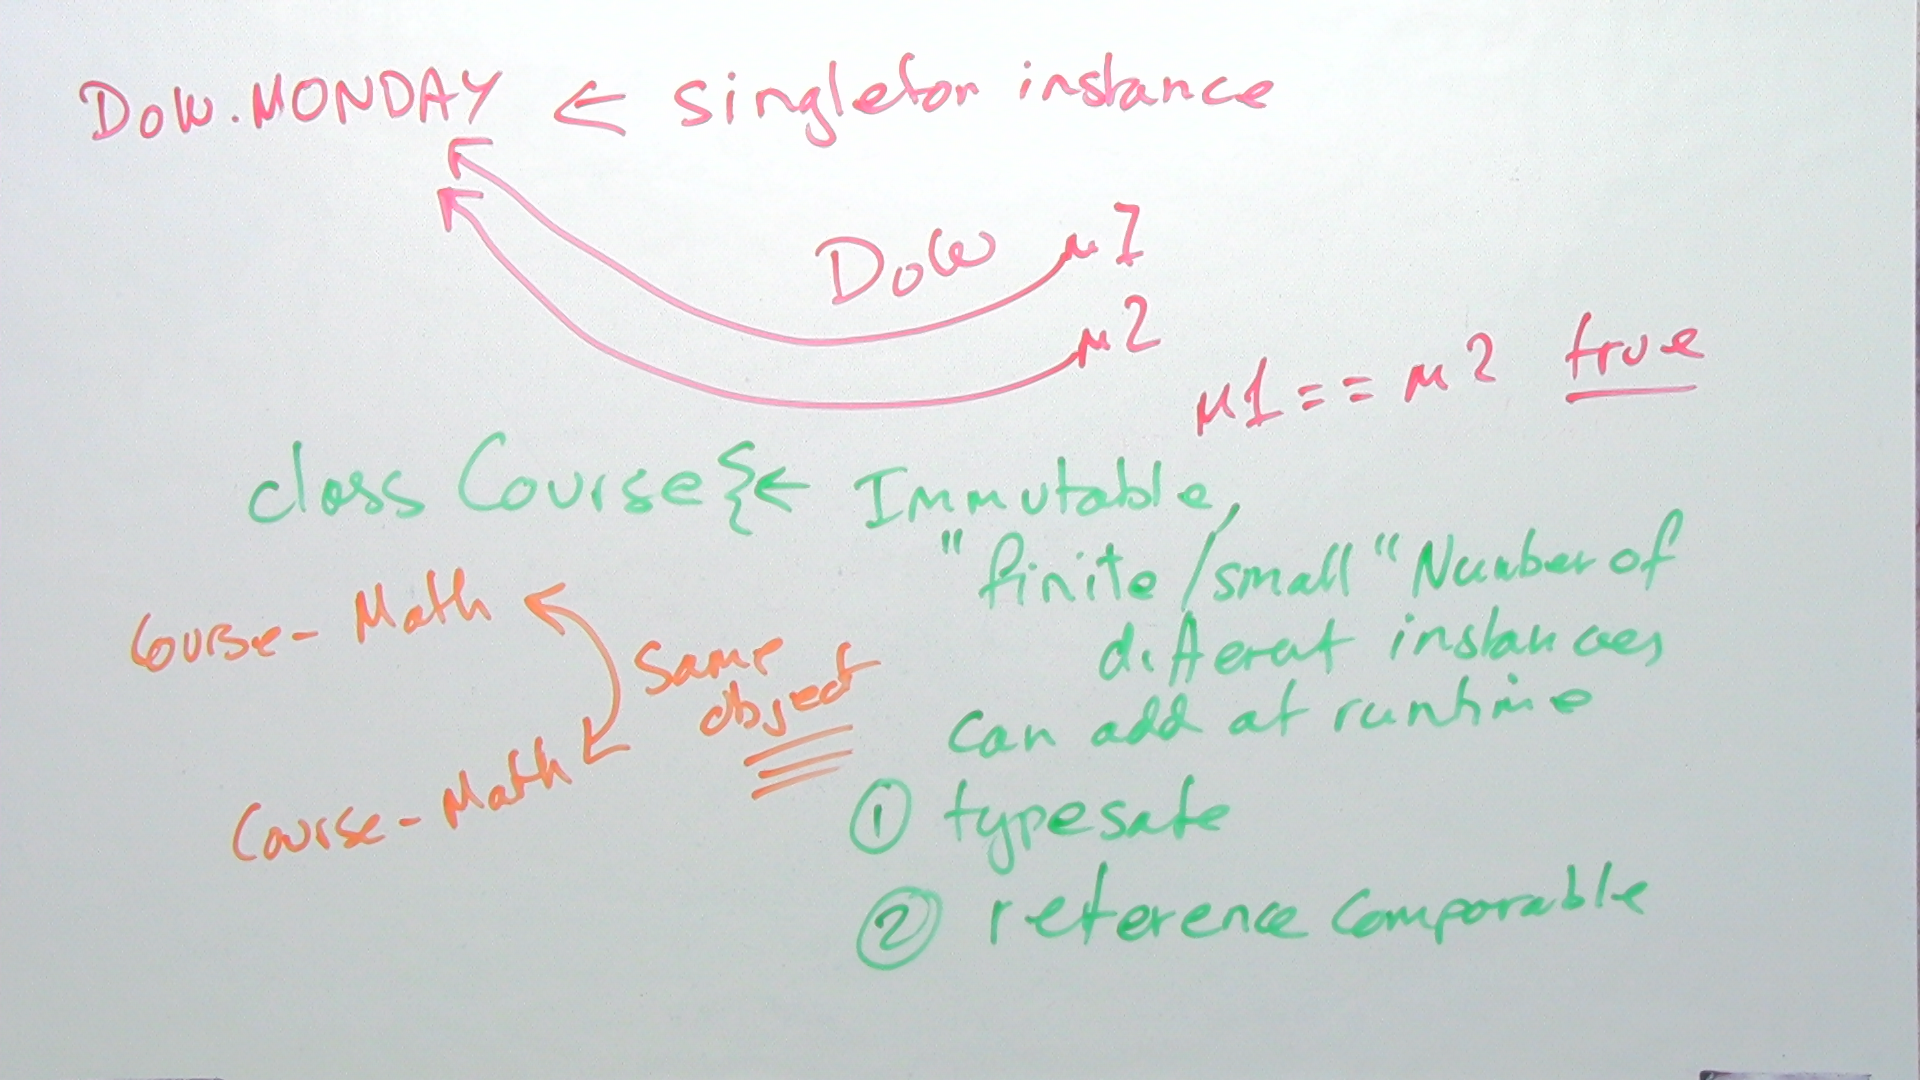 DoW.MONDAY ← singleton instance
DoW m1
m2
m1 == m2 true
class Course { ← Immutable,
"finite/small" Number of
different instances
can add at runtime
① typesafe
② reference comparable
Course - Math
Same
object
Course - Math